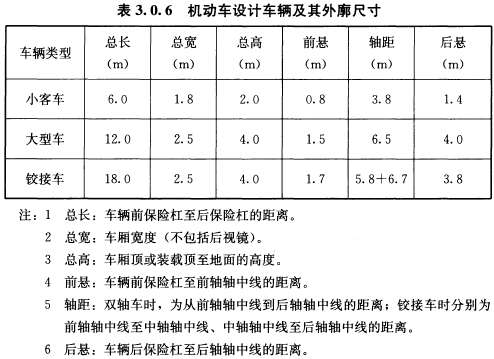 表 3.0.6 机动车设计车辆及其外廓尺寸
车辆类型 总长（m） 总宽（m） 总高（m） 前悬（m） 轴距（m） 后悬（m）
小客车 6.0 1.8 2.0 0.8 3.8 1.4
大型车 12.0 2.5 4.0 1.5 6.5 4.0
铰接车 18.0 2.5 4.0 1.7 5.8+6.7 3.8
注：1 总长：车辆前保险杠至后保险杠的距离。
2 总宽：车厢宽度（不包括后视镜）。
3 总高：车厢顶或装载顶至地面的高度。
4 前悬：车辆前保险杠至前轴轴中线的距离。
5 轴距：双轴车时，为从前轴轴中线到后轴轴中线的距离；铰接车时分别为
前轴轴中线至中轴轴中线、中轴轴中线至后轴轴中线的距离。
6 后悬：车辆后保险杠至后轴轴中线的距离。